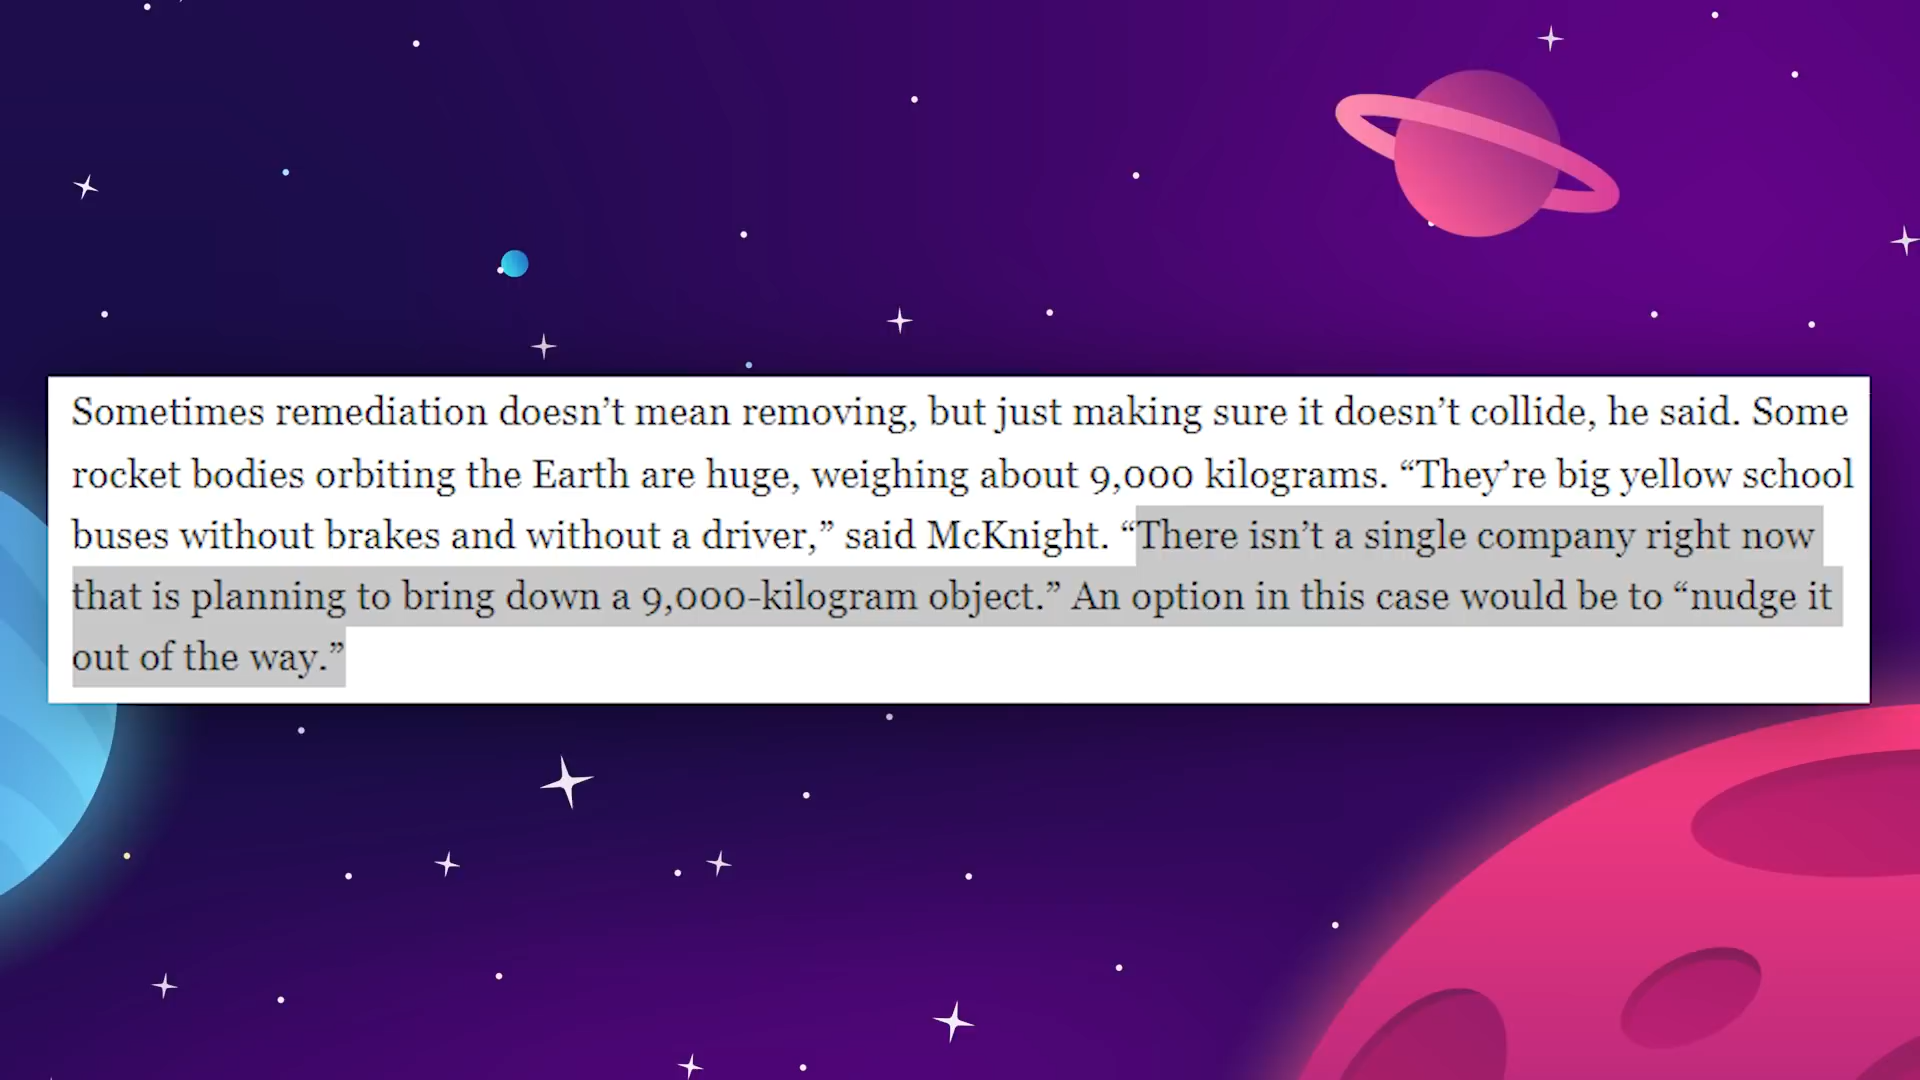 Sometimes remediation doesn’t mean removing, but just making sure it doesn’t collide, he said. Some
rocket bodies orbiting the Earth are huge, weighing about 9,000 kilograms. “They’re big yellow school
buses without brakes and without a driver,” said McKnight. “There isn’t a single company right now
that is planning to bring down a 9,000-kilogram object.” An option in this case would be to “nudge it
out of the way.”